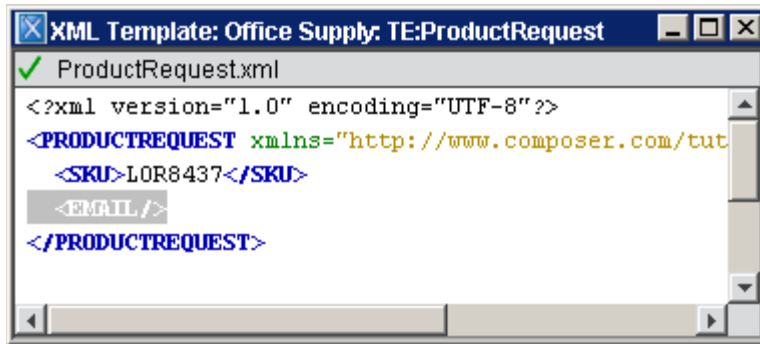 XML Template: Office Supply: TE:ProductRequest
ProductRequest.xml
<?xml version="1.0" encoding="UTF-8"?>
<PRODUCTREQUEST xmlns="http://www.composer.com/tut
<SKU>LOR8437</SKU>
<EMAIL/>
</PRODUCTREQUEST>